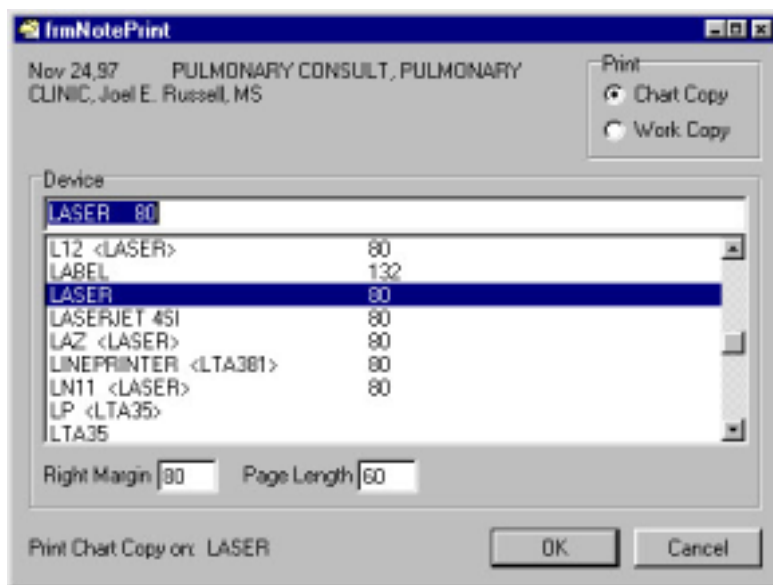 frmNotePrint
Nov 24,97 PULMONARY CONSULT, PULMONARY
CLINIC, Joel E. Russell, MS
Print
Chart Copy
Work Copy
Device
LASER 80
L12 <LASER> 80
LABEL 132
LASER 80
LASERJET 4SI 80
LAZ <LASER> 80
LINEPRINTER <LTA381> 80
LN11 <LASER> 80
LP <LTA35>
LTA35
Right Margin 80 Page Length 60
Print Chart Copy on: LASER
OK Cancel